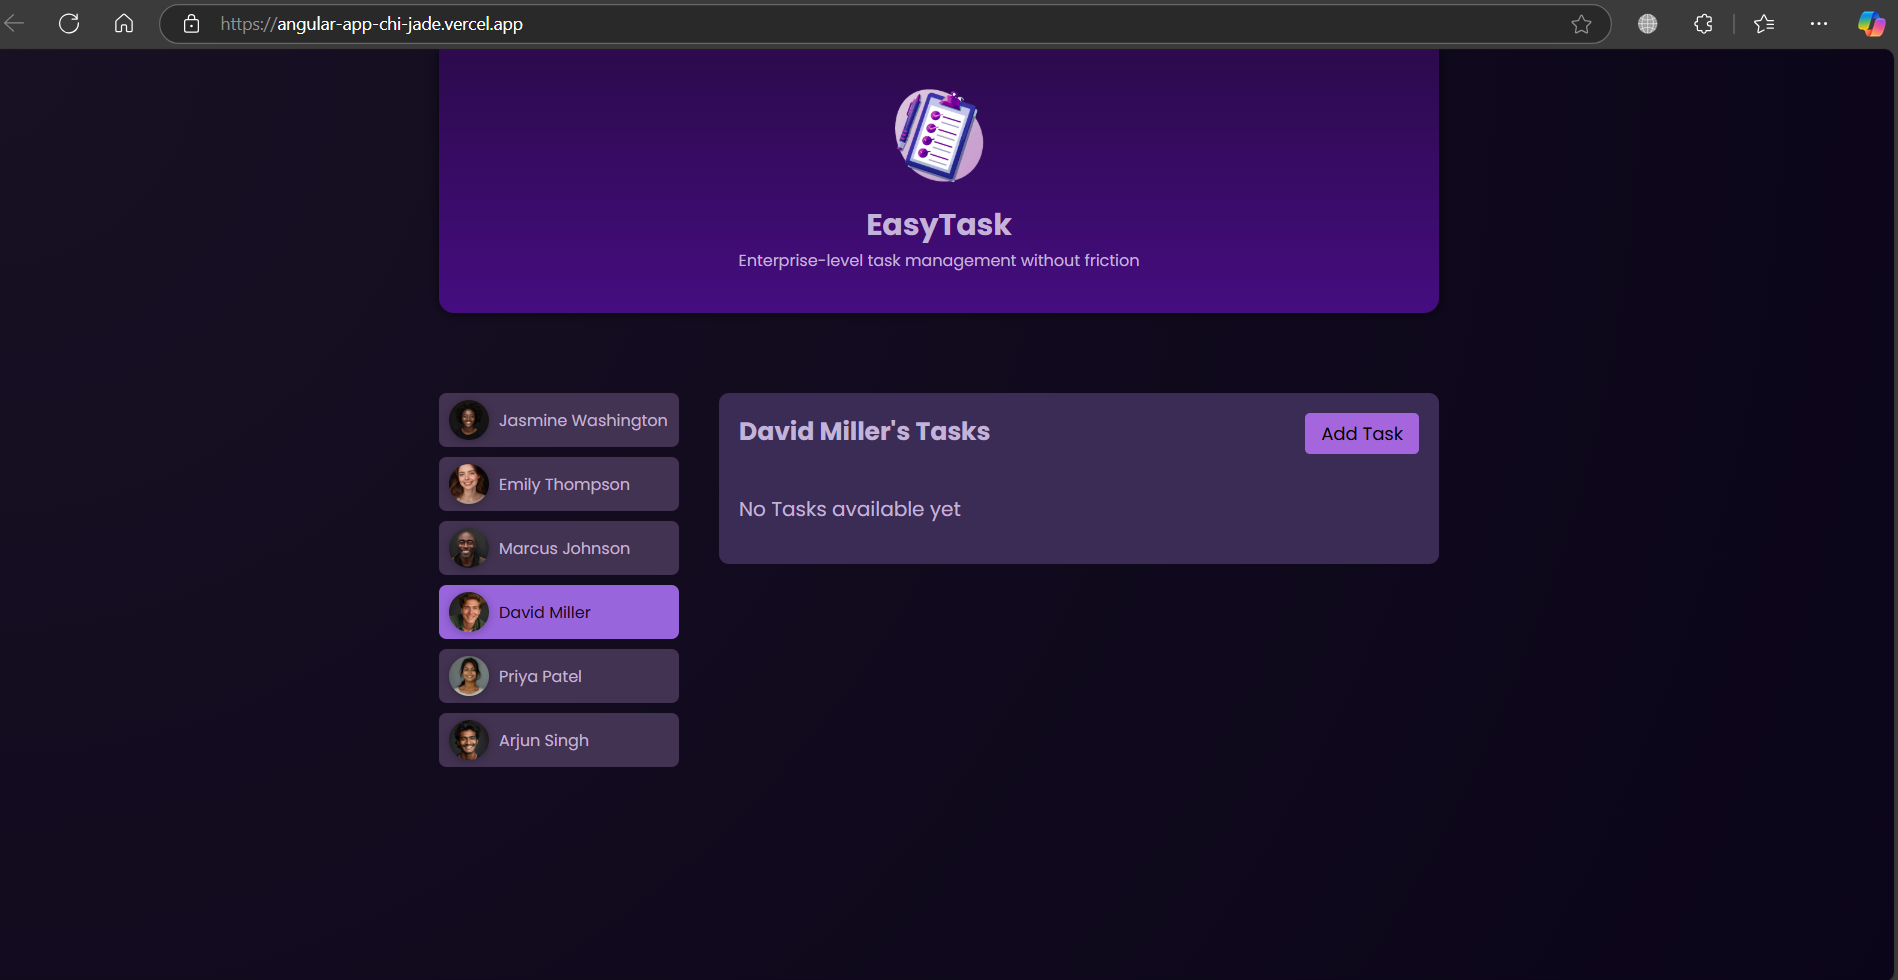 https://angular-app-chi-jade.vercel.app
EasyTask
Enterprise-level task management without friction
Jasmine Washington
Emily Thompson
Marcus Johnson
David Miller
Priya Patel
Arjun Singh
David Miller's Tasks
Add Task
No Tasks available yet